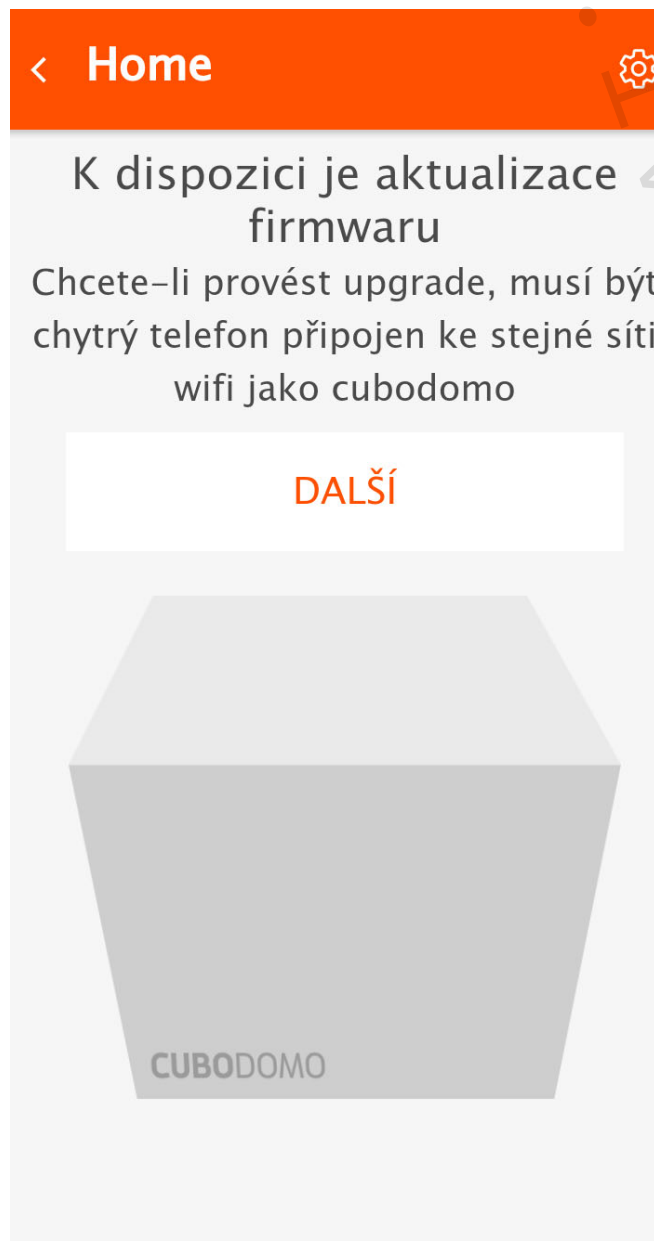 Home
K dispozici je aktualizace
firmwaru
Chcete-li provést upgrade, musí být
chytrý telefon připojen ke stejné síti
wifi jako cubodomo
DALŠÍ
CUBODOMO